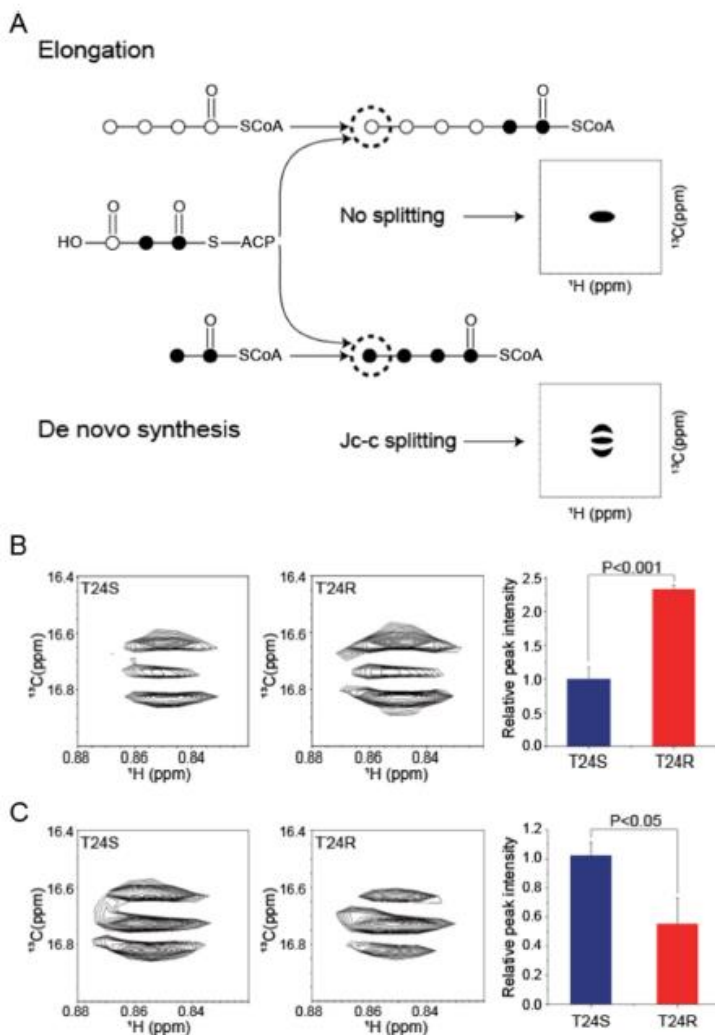 A
Elongation
O
SCoA
SCoA
O
O
O
HO
S
ACP
No splitting
¹³C(ppm)
¹H (ppm)
O
O
SCoA
SCoA
De novo synthesis
Jc-c splitting
¹³C(ppm)
¹H (ppm)
B
T24S
16.4
16.6
16.8
¹³C(ppm)
0.88
0.86
0.84
¹H (ppm)
T24R
16.4
16.6
16.8
¹³C(ppm)
0.88
0.86
0.84
¹H (ppm)
P<0.001
Relative peak intensity
2.5
2.0
1.5
1.0
0.5
0.0
T24S
T24R
C
T24S
16.4
16.6
16.8
¹³C(ppm)
0.88
0.86
0.84
¹H (ppm)
T24R
16.4
16.6
16.8
¹³C(ppm)
0.88
0.86
0.84
¹H (ppm)
P<0.05
Relative peak intensity
1.2
1.0
0.8
0.6
0.4
0.2
0.0
T24S
T24R